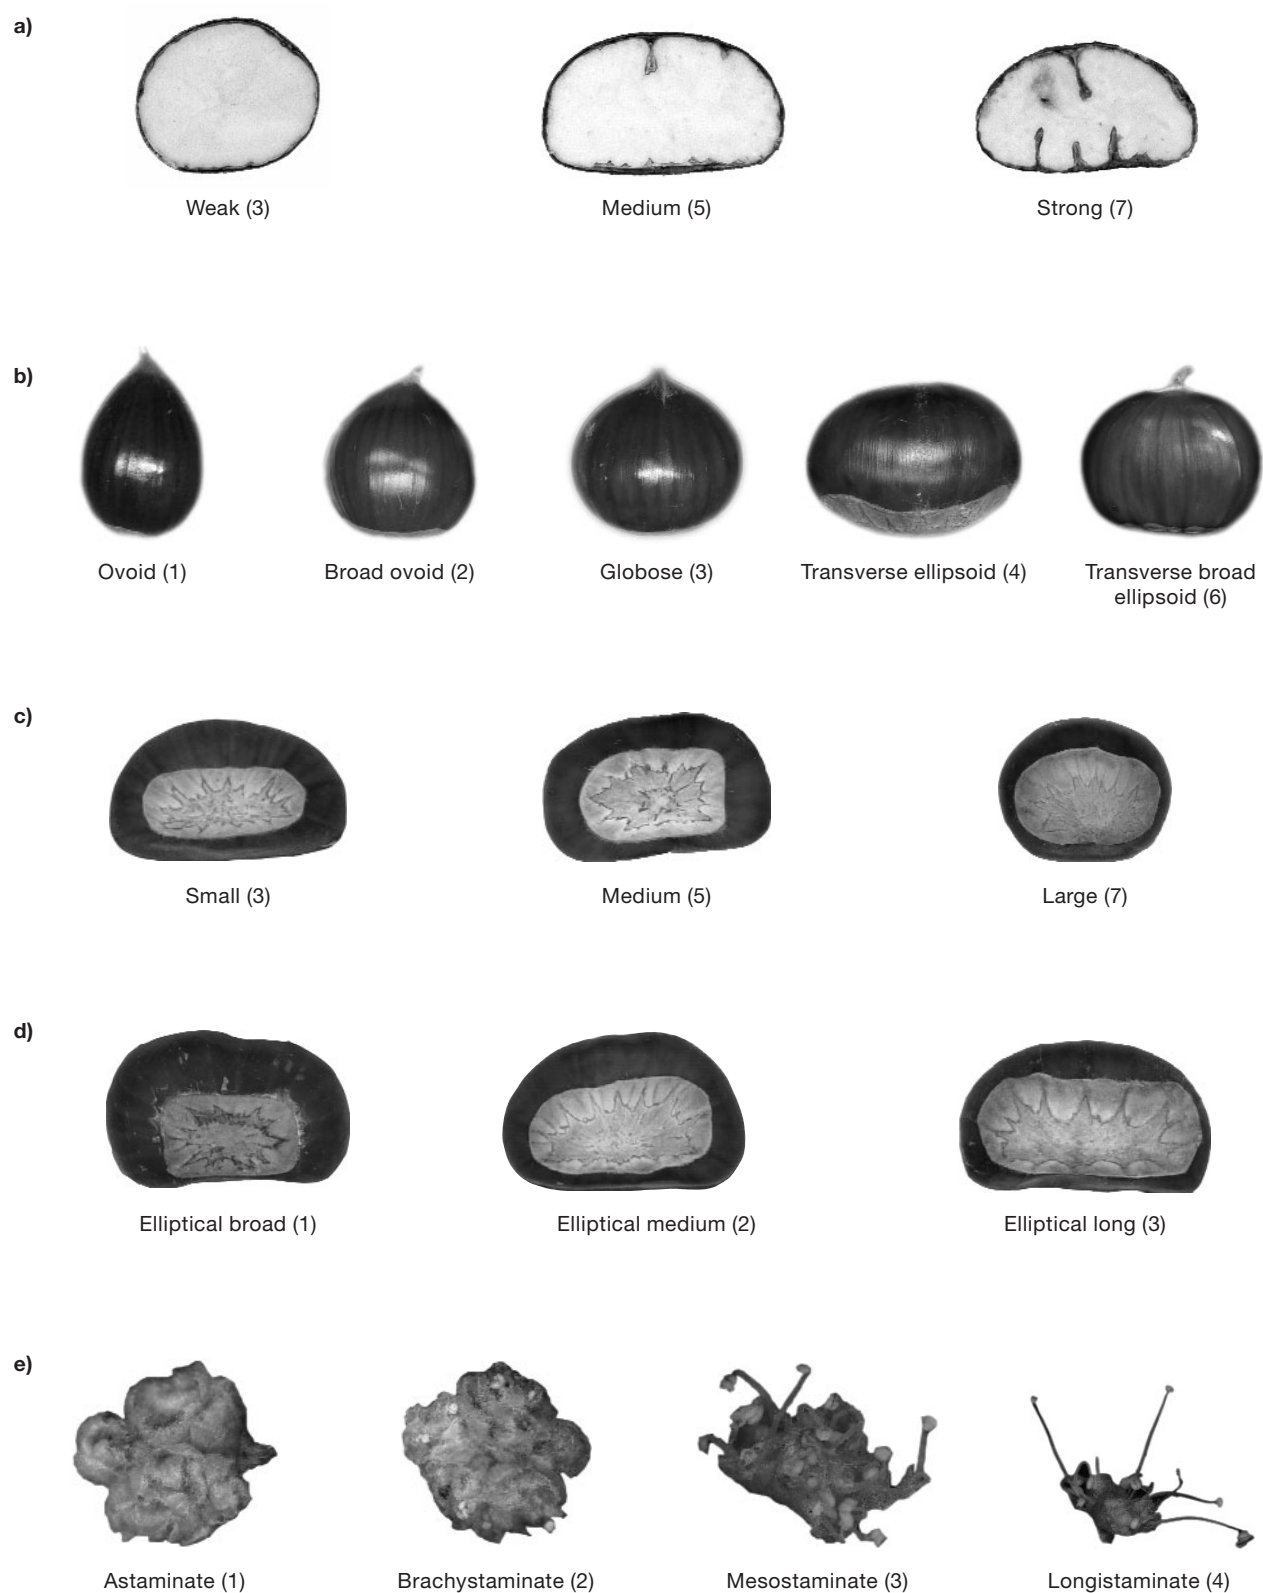 a)
Weak (3)
Medium (5)
Strong (7)
b)
Ovoid (1)
Broad ovoid (2)
Globose (3)
Transverse ellipsoid (4)
Transverse broad
ellipsoid (6)
c)
Small (3)
Medium (5)
Large (7)
d)
Elliptical broad (1)
Elliptical medium (2)
Elliptical long (3)
e)
Astaminate (1)
Brachystaminate (2)
Mesostaminate (3)
Longistaminate (4)